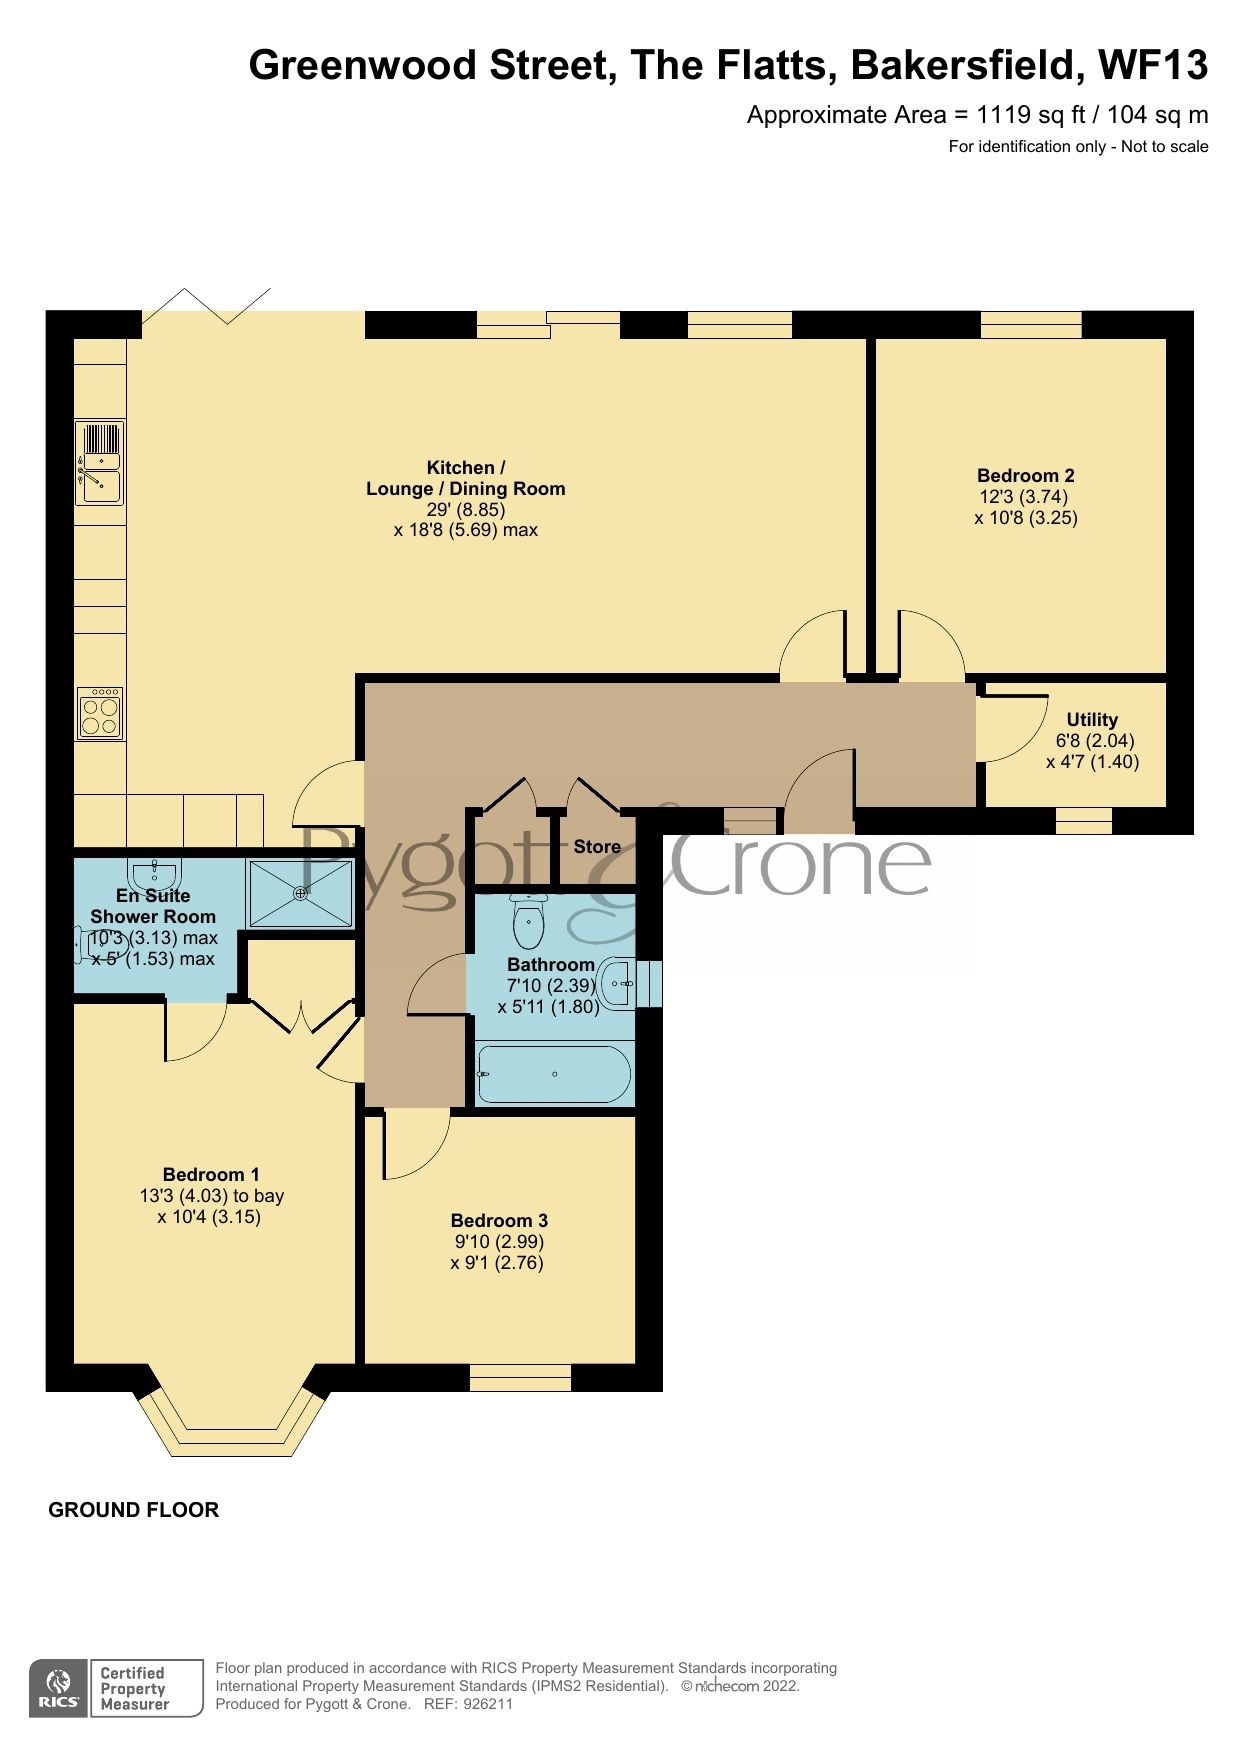 Greenwood Street, The Flatts, Bakersfield, WF13
Approximate Area = 1119 sq ft / 104 sq m
For identification only - Not to scale
Kitchen /
Lounge / Dining Room
29' (8.85)
x 18'8 (5.69) max
Bedroom 2
12'3 (3.74)
x 10'8 (3.25)
Utility
6'8 (2.04)
x 4'7 (1.40)
Store
Pygott & Crone
En Suite
Shower Room
10'3 (3.13) max
x 5' (1.53) max
Bathroom
7'10 (2.39)
x 5'11 (1.80)
Bedroom 1
13'3 (4.03) to bay
x 10'4 (3.15)
Bedroom 3
9'10 (2.99)
x 9'1 (2.76)
GROUND FLOOR
RICS
Certified
Property
Measurer
Floor plan produced in accordance with RICS Property Measurement Standards incorporating
International Property Measurement Standards (IPMS2 Residential). © nichecom 2022.
Produced for Pygott & Crone. REF: 926211